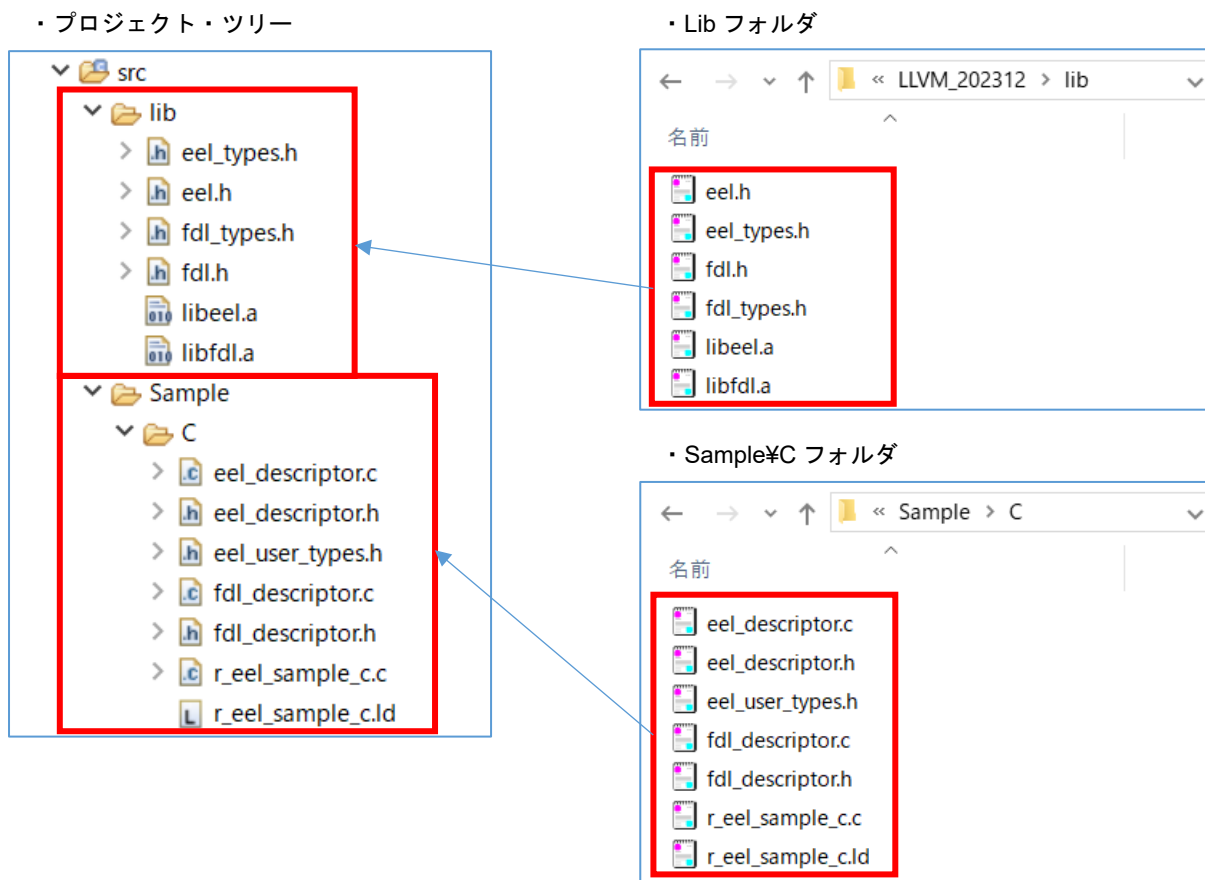 ・プロジェクト・ツリー
src
lib
eel_types.h
eel.h
fdl_types.h
fdl.h
libeel.a
libfdl.a
Sample
C
eel_descriptor.c
eel_descriptor.h
eel_user_types.h
fdl_descriptor.c
fdl_descriptor.h
r_eel_sample_c.c
r_eel_sample_c.ld
・Lib フォルダ
« LLVM_202312 > lib
名前
eel.h
eel_types.h
fdl.h
fdl_types.h
libeel.a
libfdl.a
・Sample¥C フォルダ
« Sample > C
名前
eel_descriptor.c
eel_descriptor.h
eel_user_types.h
fdl_descriptor.c
fdl_descriptor.h
r_eel_sample_c.c
r_eel_sample_c.ld